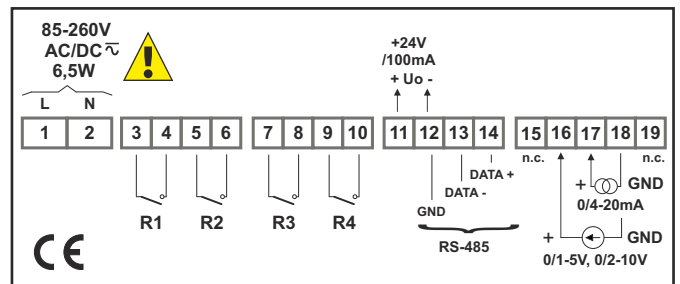 85-260V
AC/DC
6,5W
L N
+24V
/100mA
+ Uo -
1 2 3 4 5 6 7 8 9 10 11 12 13 14 15 16 17 18 19
n.c.
n.c.
R1 R2 R3 R4
GND
DATA -
DATA +
RS-485
+ GND
0/4-20mA
+ GND
0/1-5V, 0/2-10V
CE